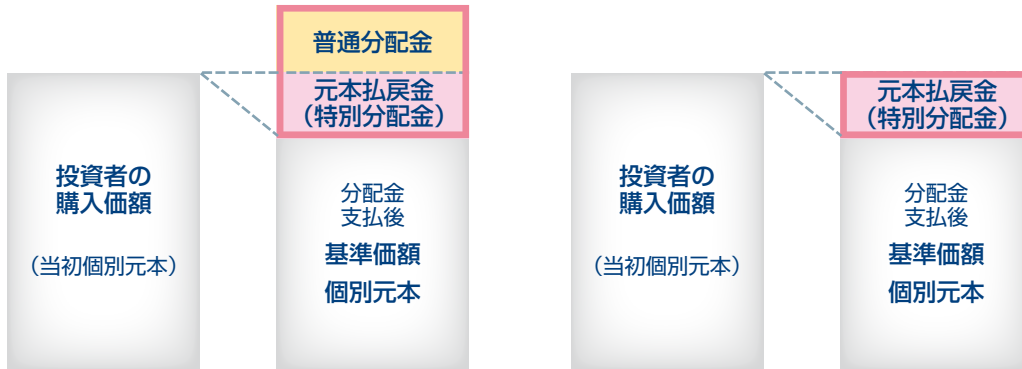 普通分配金
元本払戻金
（特別分配金）
投資者の
購入価額
（当初個別元本）
分配金
支払後
基準価額
個別元本
元本払戻金
（特別分配金）
投資者の
購入価額
（当初個別元本）
分配金
支払後
基準価額
個別元本